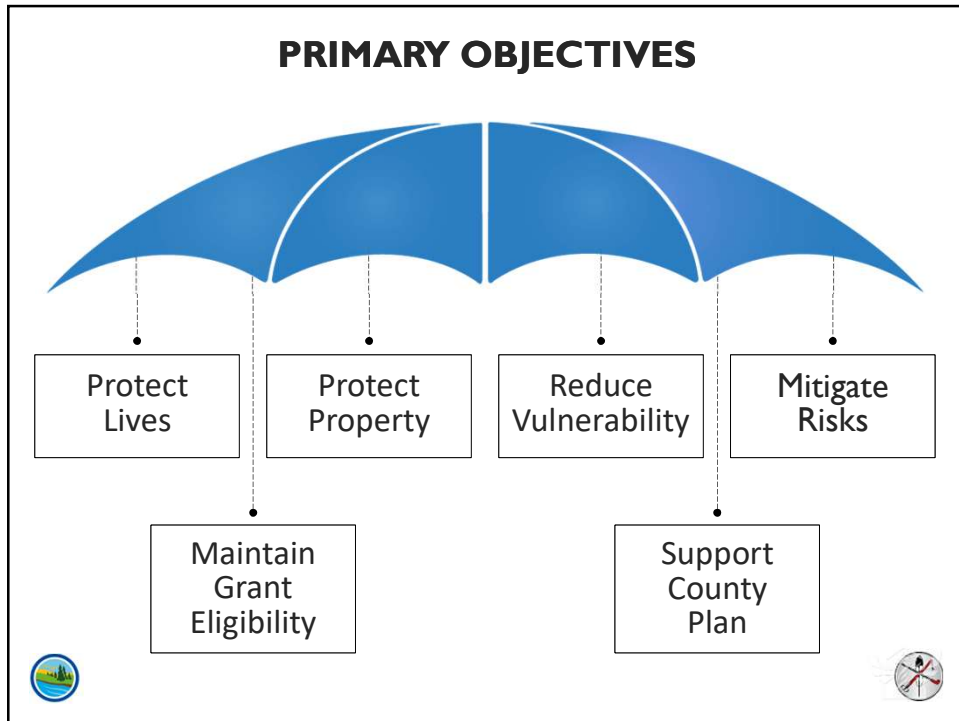 PRIMARY OBJECTIVES
Protect
Lives
Protect
Property
Reduce
Vulnerability
Mitigate
Risks
Maintain
Grant
Eligibility
Support
County
Plan